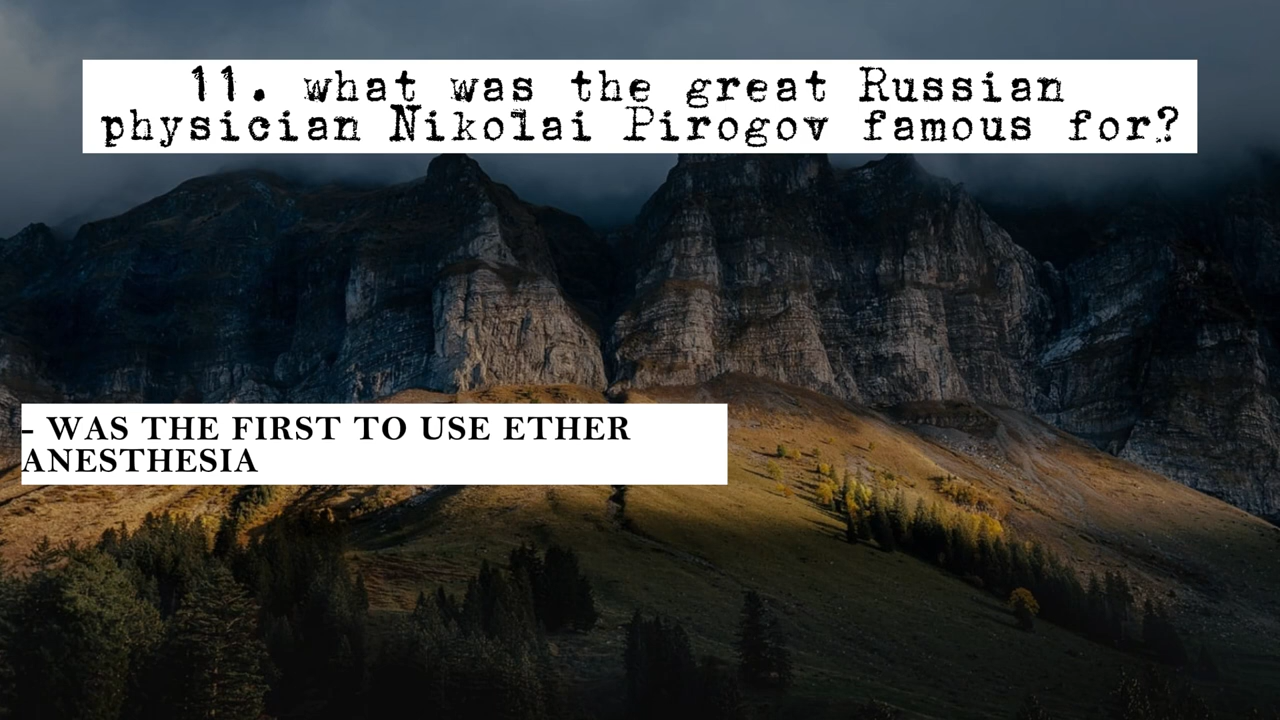 11. what was the great Russian
physician Nikolai Pirogov famous for?
- WAS THE FIRST TO USE ETHER
ANESTHESIA